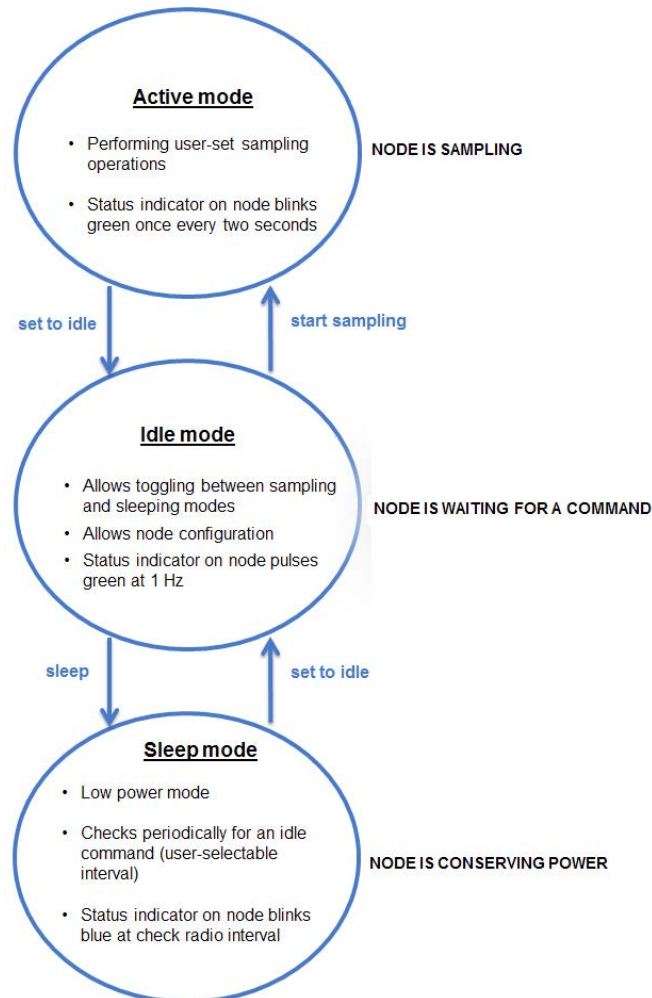 Active mode
• Performing user-set sampling
operations
• Status indicator on node blinks
green once every two seconds
NODE IS SAMPLING
set to idle
start sampling
Idle mode
• Allows toggling between sampling
and sleeping modes
• Allows node configuration
• Status indicator on node pulses
green at 1 Hz
NODE IS WAITING FOR A COMMAND
sleep
set to idle
Sleep mode
• Low power mode
• Checks periodically for an idle
command (user-selectable
interval)
• Status indicator on node blinks
blue at check radio interval
NODE IS CONSERVING POWER